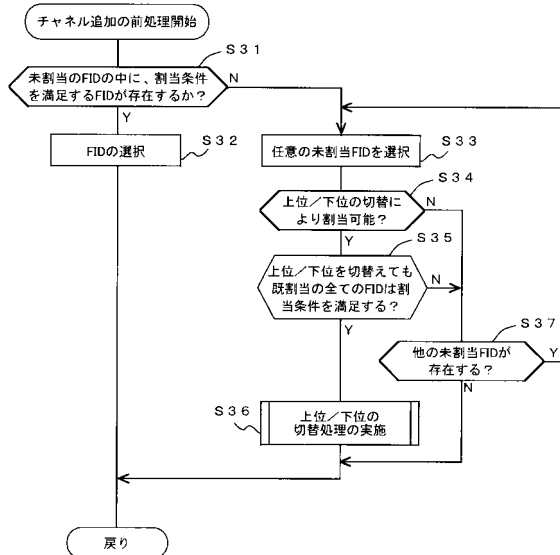 チャネル追加の前処理開始
S31
未割当のFIDの中に、割当条件
を満足するFIDが存在するか?
N
Y
S32
FIDの選択
S33
任意の未割当FIDを選択
S34
上位/下位の切替に
より割当可能?
N
Y
S35
上位/下位を切替えても
既割当の全てのFIDは割
当条件を満足する?
N
Y
S37
他の未割当FIDが
存在する?
Y
N
S36
上位/下位の
切替処理の実施
戻り